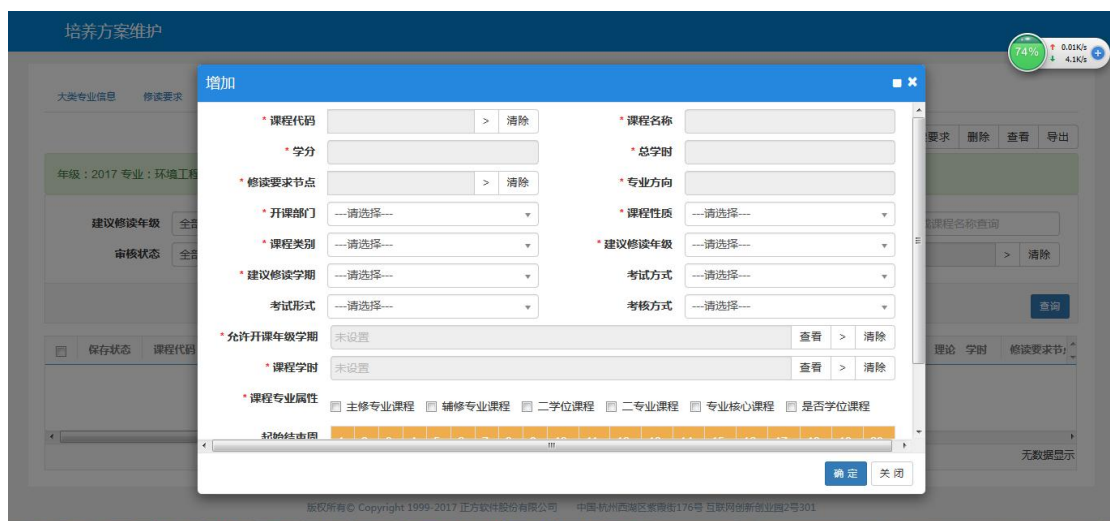 培养方案维护
74% ↑ 0.01K/s
↓ 4.1K/s
增加
大类专业信息 修读要求
* 课程代码 > 清除 * 课程名称
要求 删除 查看 导出
* 学分 * 总学时
年级：2017 专业：环境工程
* 修读要求节点 > 清除 * 专业方向
* 开课部门 ---请选择--- * 课程性质 ---请选择---
建议修读年级 全部 或课程名称查询
* 课程类别 ---请选择--- * 建议修读年级 ---请选择---
审核状态 全部 > 清除
* 建议修读学期 ---请选择--- 考试方式 ---请选择---
考试形式 ---请选择--- 考核方式 ---请选择---
查询
* 允许开课年级学期 未设置 查看 > 清除
保存状态 课程代码 理论 学时 修读要求节点
* 课程学时 未设置 查看 > 清除
* 课程专业属性 主修专业课程 辅修专业课程 二学位课程 二专业课程 专业核心课程 是否学位课程
起始结束周
无数据显示
确 定 关 闭
版权所有© Copyright 1999-2017 正方软件股份有限公司 中国·杭州西湖区紫霞街176号 互联网创新创业园2号301